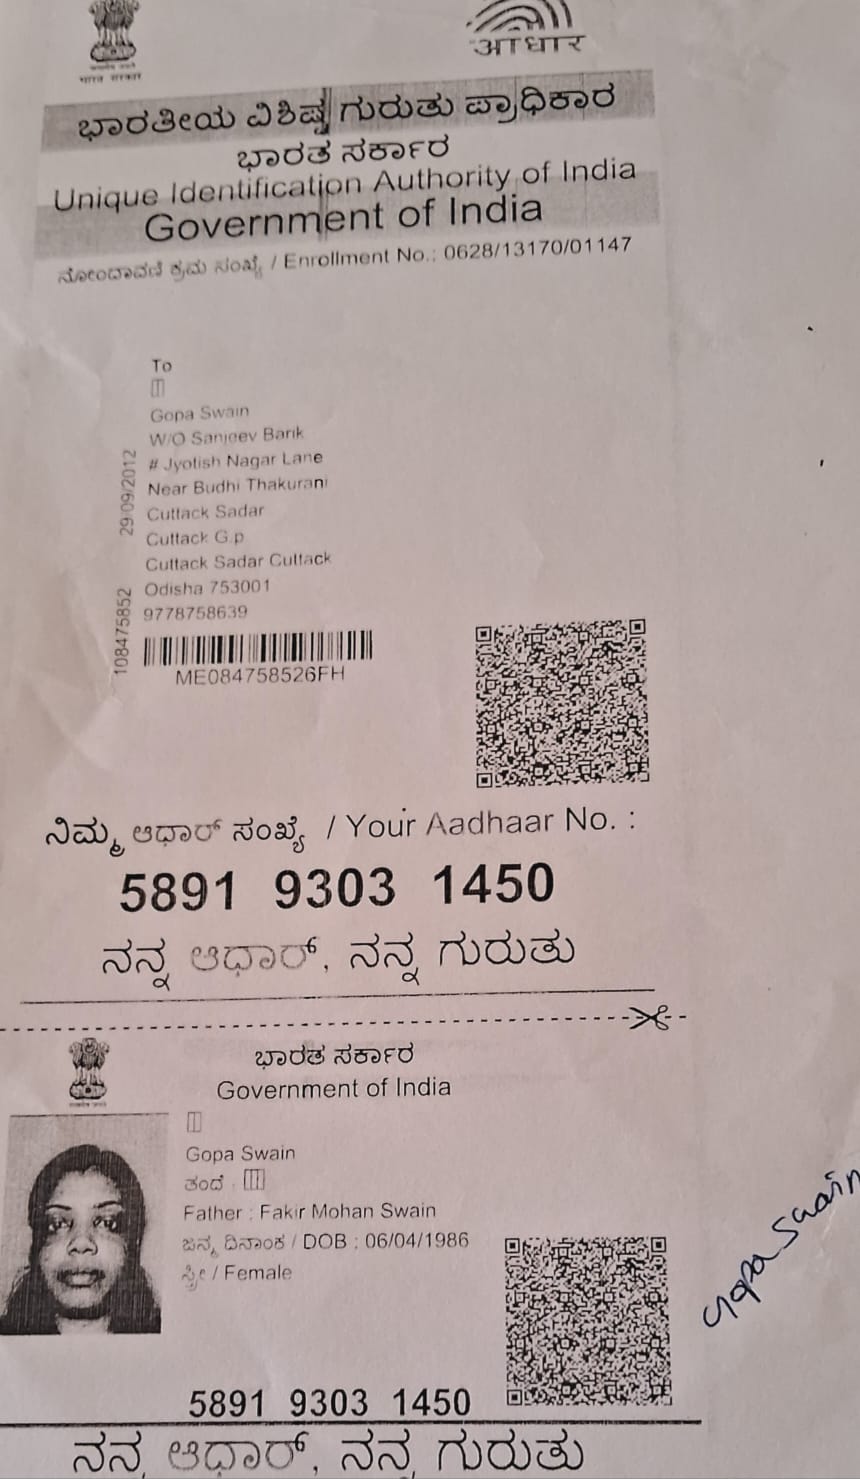 भारत सरकार
आधार
ಭಾರತೀಯ ವಿಶಿಷ್ಟ ಗುರುತು ಪ್ರಾಧಿಕಾರ
ಭಾರತ ಸರ್ಕಾರ
Unique Identification Authority of India
Government of India
ನೋಂದಾವಣೆ ಕ್ರಮ ಸಂಖ್ಯೆ / Enrollment No.: 0628/13170/01147
To
Gopa Swain
W/O Sanjeev Barik
# Jyotish Nagar Lane
Near Budhi Thakurani
Cuttack Sadar
Cuttack G.p
Cuttack Sadar Cuttack
Odisha 753001
9778758639
29/09/2012
108475852
ME084758526FH
ನಿಮ್ಮ ಆಧಾರ್ ಸಂಖ್ಯೆ / Your Aadhaar No. :
5891 9303 1450
ನನ್ನ ಆಧಾರ್, ನನ್ನ ಗುರುತು
ಭಾರತ ಸರ್ಕಾರ
Government of India
Gopa Swain
ತಂದೆ :
Father : Fakir Mohan Swain
ಜನ್ಮ ದಿನಾಂಕ / DOB : 06/04/1986
ಸ್ತ್ರೀ / Female
Gopa Swain
5891 9303 1450
ನನ್ನ ಆಧಾರ್, ನನ್ನ ಗುರುತು